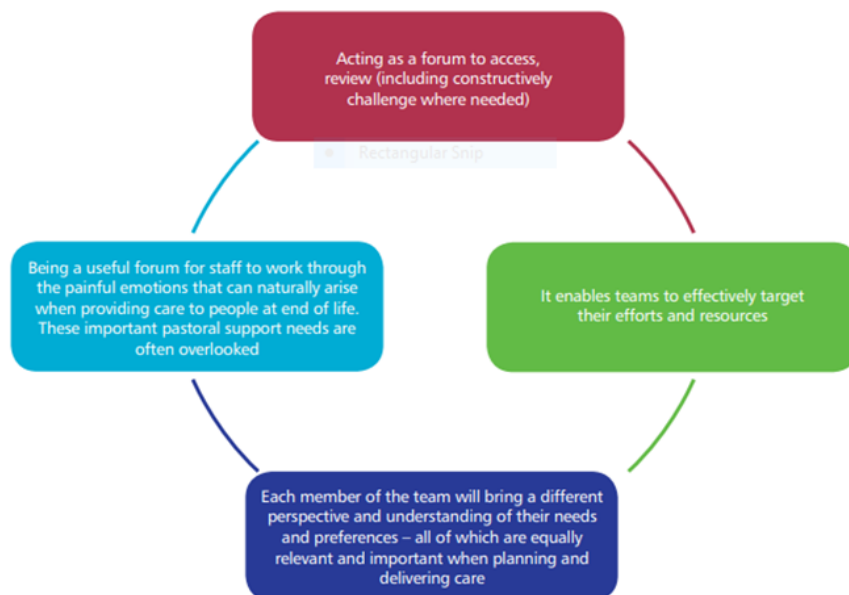 Acting as a forum to access,
review (including constructively
challenge where needed)
Rectangular Snip
Being a useful forum for staff to work through
the painful emotions that can naturally arise
when providing care to people at end of life.
These important pastoral support needs are
often overlooked
It enables teams to effectively target
their efforts and resources
Each member of the team will bring a different
perspective and understanding of their needs
and preferences – all of which are equally
relevant and important when planning and
delivering care